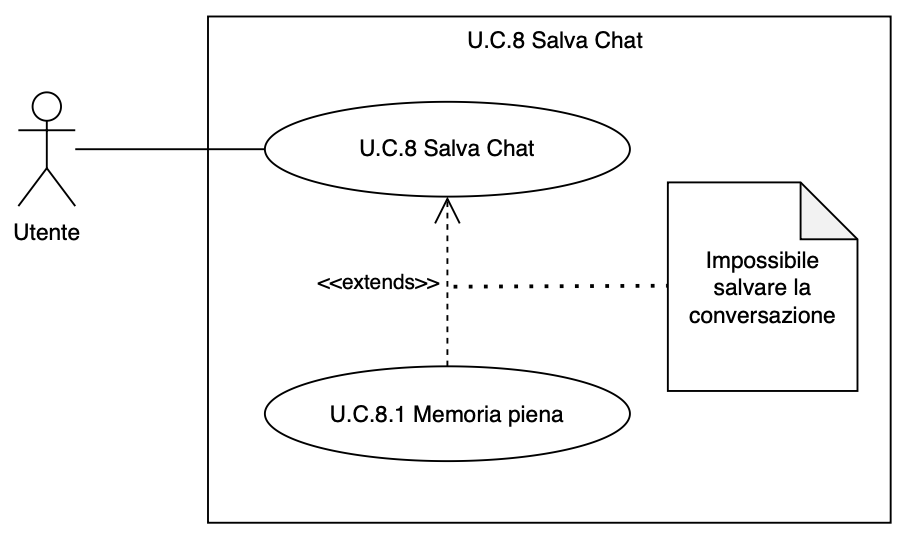 U.C.8 Salva Chat
U.C.8 Salva Chat
Utente
<<extends>>
Impossibile
salvare la
conversazione
U.C.8.1 Memoria piena